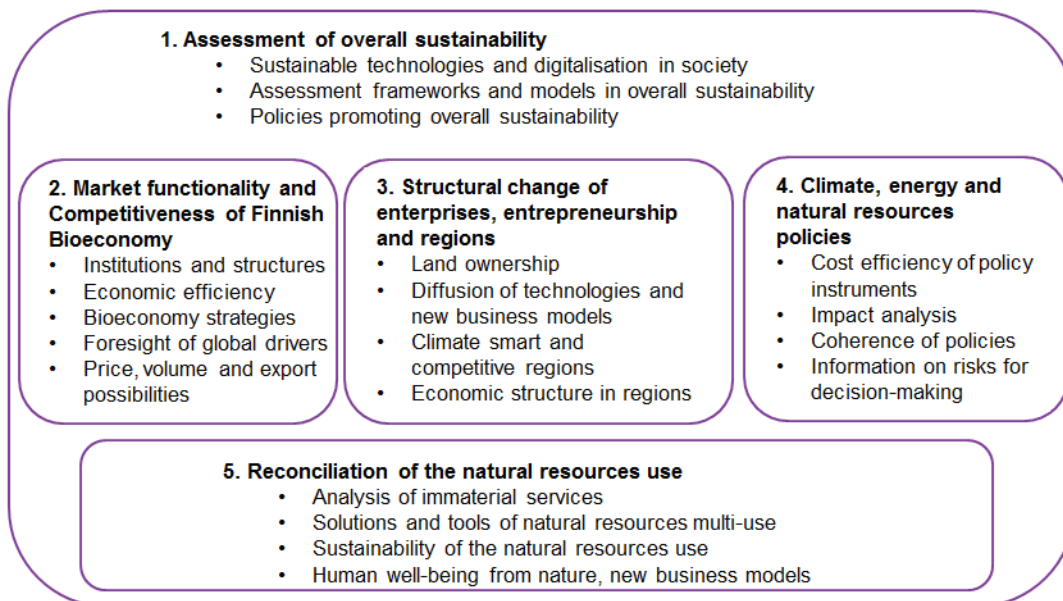 1. Assessment of overall sustainability
• Sustainable technologies and digitalisation in society
• Assessment frameworks and models in overall sustainability
• Policies promoting overall sustainability
2. Market functionality and
Competitiveness of Finnish
Bioeconomy
• Institutions and structures
• Economic efficiency
• Bioeconomy strategies
• Foresight of global drivers
• Price, volume and export
possibilities
3. Structural change of
enterprises, entrepreneurship
and regions
• Land ownership
• Diffusion of technologies and
new business models
• Climate smart and
competitive regions
• Economic structure in regions
4. Climate, energy and
natural resources
policies
• Cost efficiency of policy
instruments
• Impact analysis
• Coherence of policies
• Information on risks for
decision-making
5. Reconciliation of the natural resources use
• Analysis of immaterial services
• Solutions and tools of natural resources multi-use
• Sustainability of the natural resources use
• Human well-being from nature, new business models